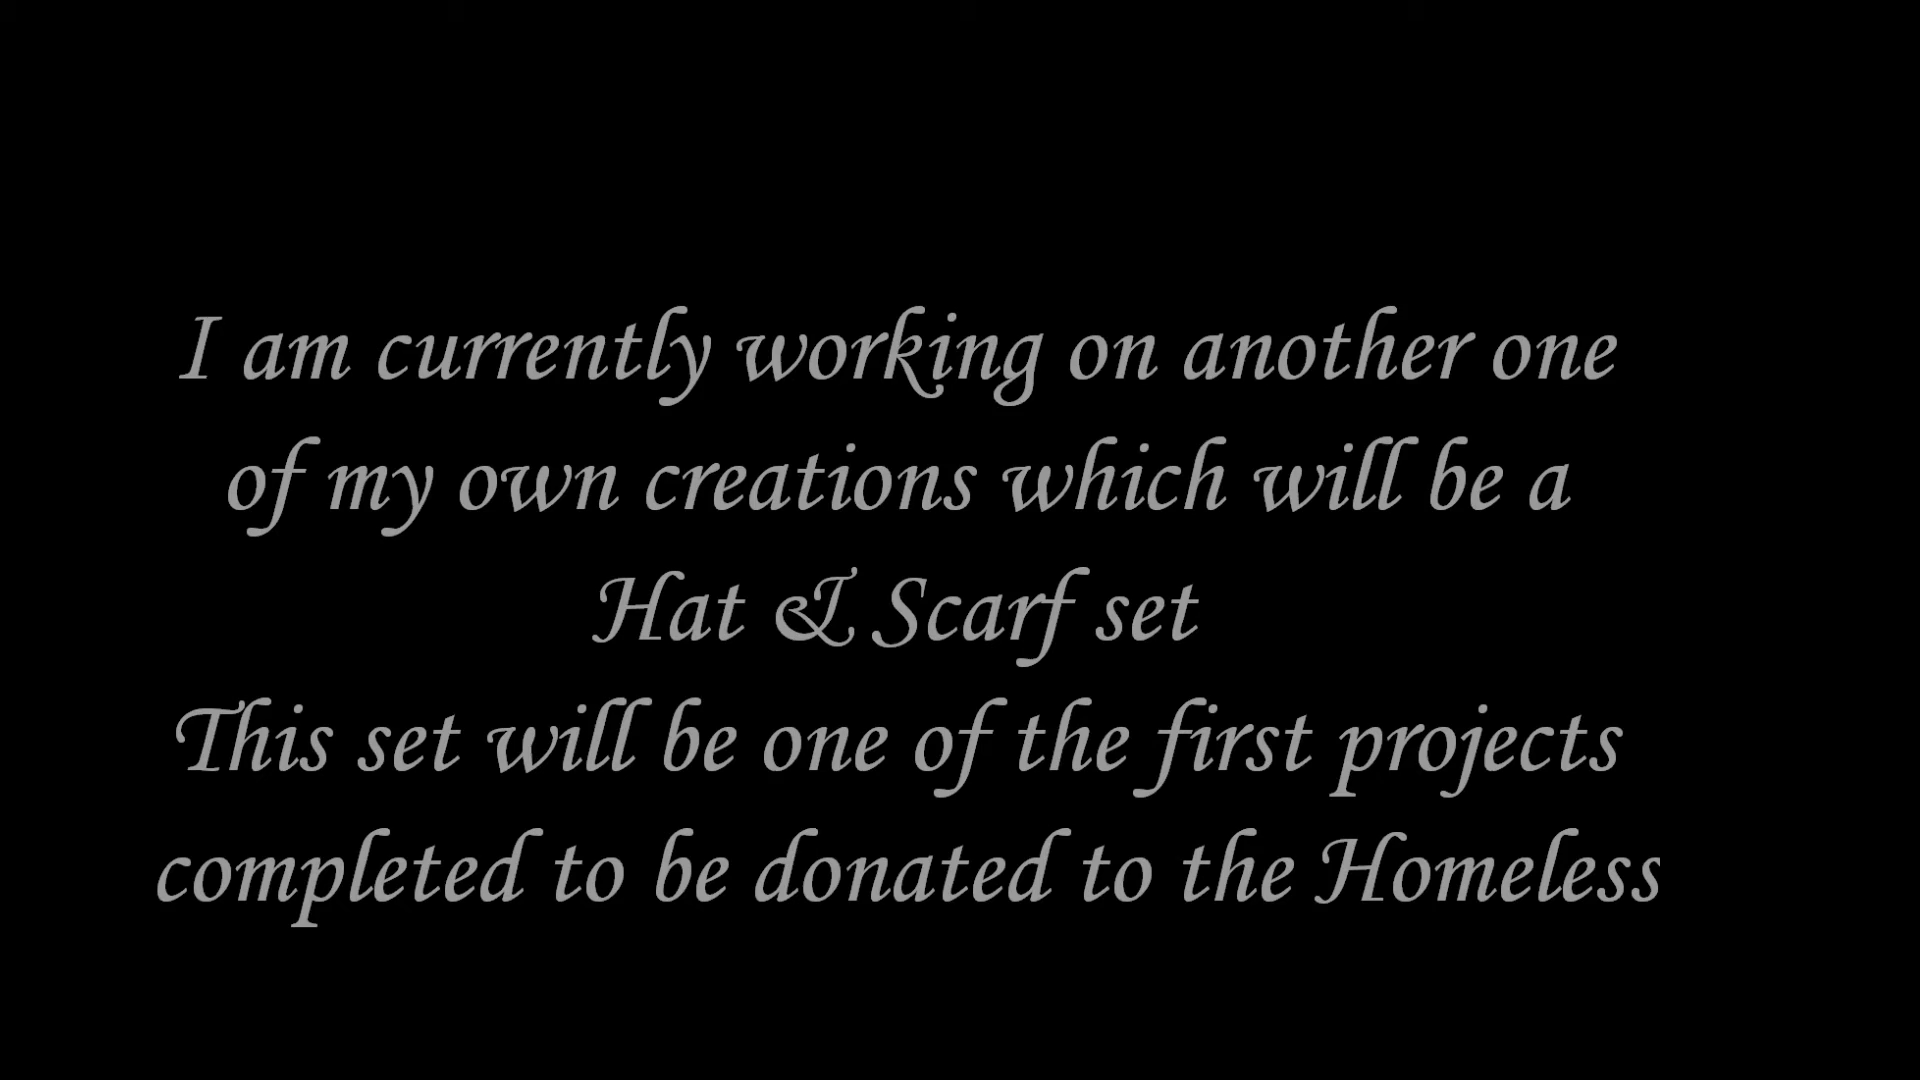 I am currently working on another one
of my own creations which will be a
Hat & Scarf set
This set will be one of the first projects
completed to be donated to the Homeless